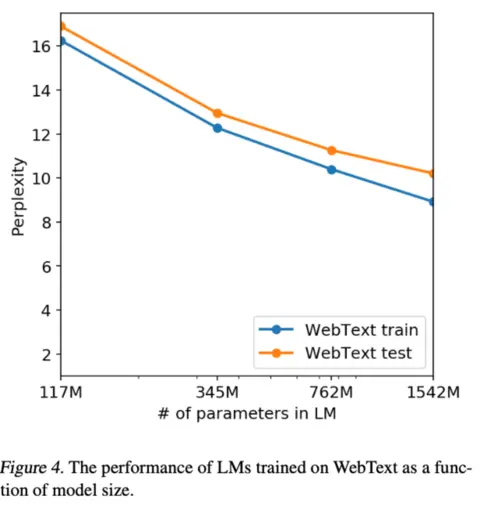 16
14
12
10
8
6
4
2
Perplexity
117M 345M 762M 1542M
# of parameters in LM
WebText train
WebText test
Figure 4. The performance of LMs trained on WebText as a func-
tion of model size.